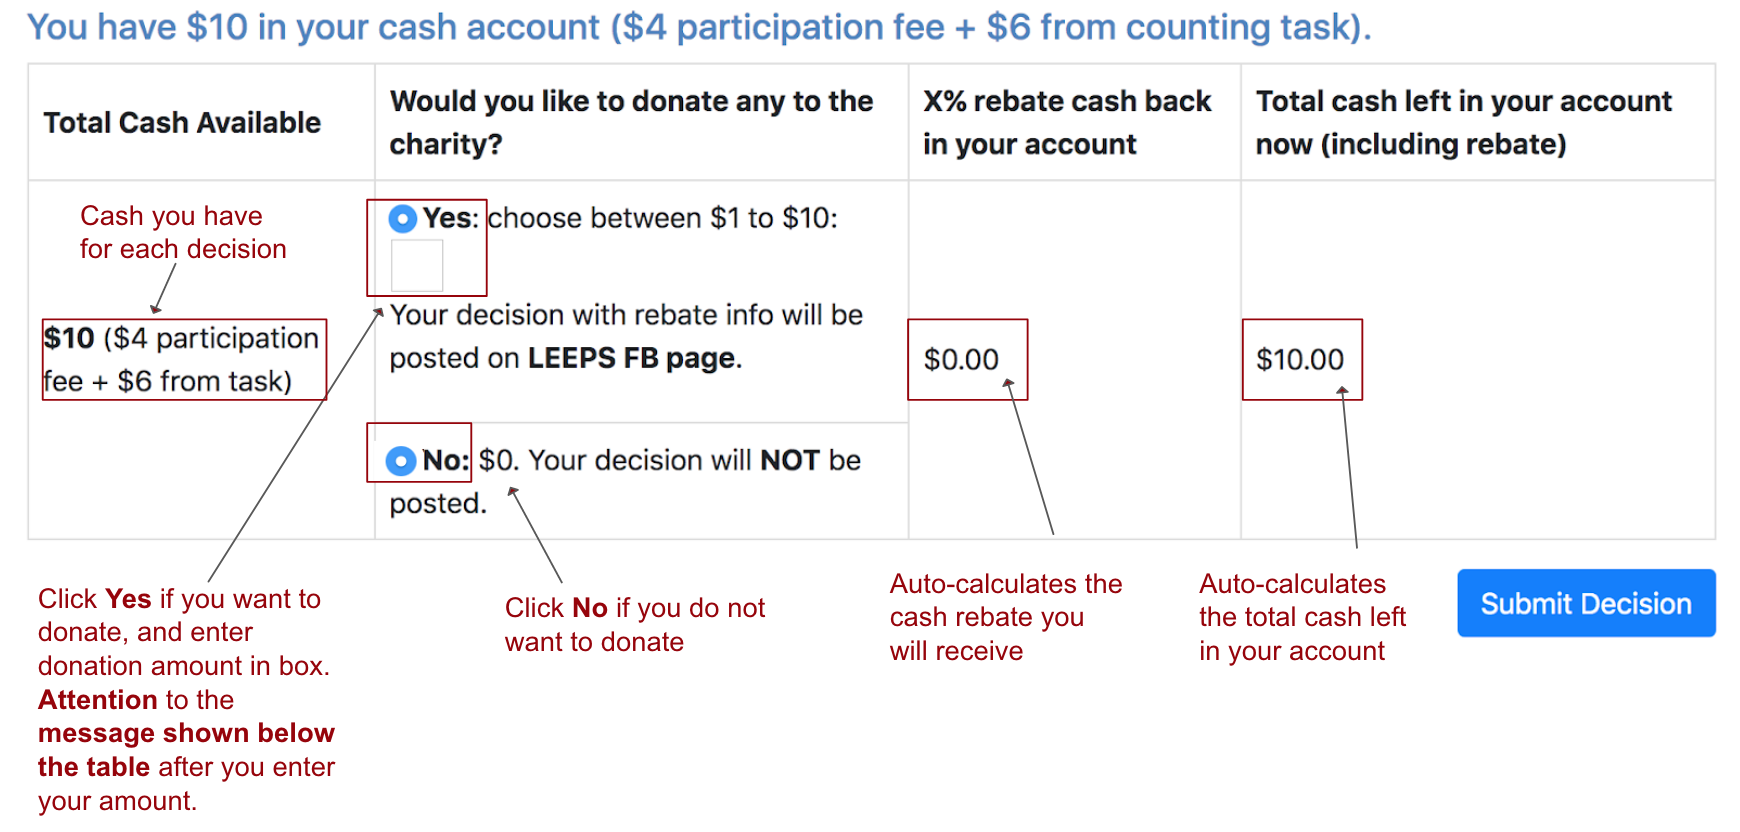 You have $10 in your cash account ($4 participation fee + $6 from counting task).
Total Cash Available
Would you like to donate any to the
charity?
X% rebate cash back
in your account
Total cash left in your account
now (including rebate)
Cash you have
for each decision
$10 ($4 participation
fee + $6 from task)
Yes: choose between $1 to $10:
Your decision with rebate info will be
posted on LEEPS FB page.
No: $0. Your decision will NOT be
posted.
$0.00
$10.00
Click Yes if you want to
donate, and enter
donation amount in box.
Attention to the
message shown below
the table after you enter
your amount.
Click No if you do not
want to donate
Auto-calculates the
cash rebate you
will receive
Auto-calculates
the total cash left
in your account
Submit Decision